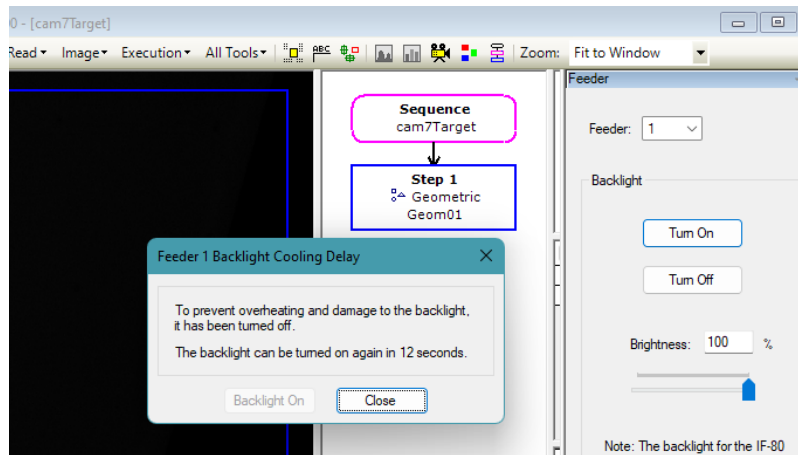 00 - [cam7Target]
Read Image Execution All Tools ABC Zoom: Fit to Window
Feeder
Sequence
cam7Target
Feeder: 1
Step 1
Geometric
Geom01
Backlight
Turn On
Turn Off
Feeder 1 Backlight Cooling Delay
To prevent overheating and damage to the backlight,
it has been turned off.
The backlight can be turned on again in 12 seconds.
Backlight On Close
Brightness: 100 %
Note: The backlight for the IF-80